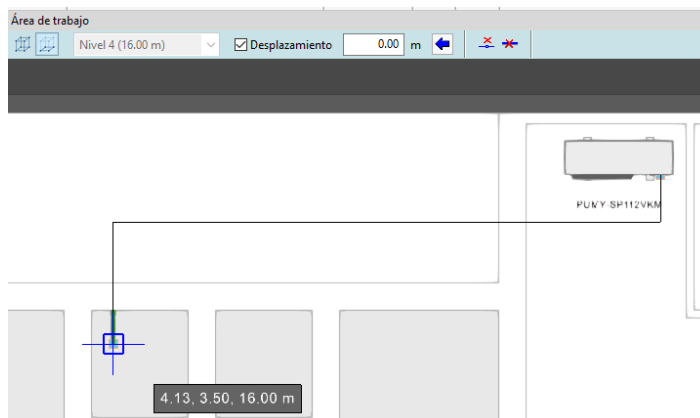 Área de trabajo
Nivel 4 (16.00 m) Desplazamiento 0.00 m
PUMY-SP112VKM
4.13, 3.50, 16.00 m